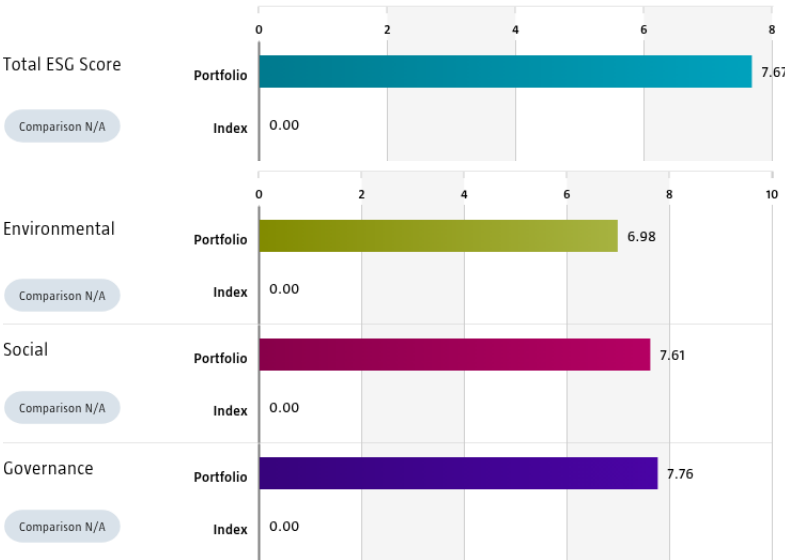 0 2 4 6 8
Total ESG Score
Portfolio 7.67
Comparison N/A
Index 0.00
0 2 4 6 8 10
Environmental
Portfolio 6.98
Comparison N/A
Index 0.00
Social
Portfolio 7.61
Comparison N/A
Index 0.00
Governance
Portfolio 7.76
Comparison N/A
Index 0.00